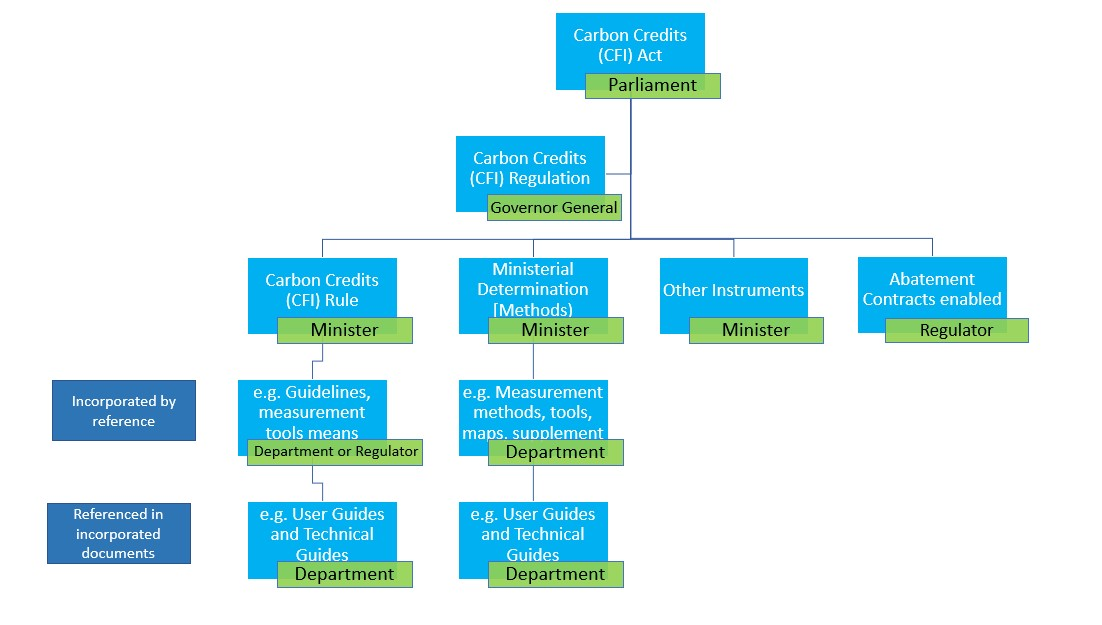 Carbon Credits
(CFI) Act
Parliament
Carbon Credits
(CFI) Regulation
Governor General
Carbon Credits
(CFI) Rule
Minister
Ministerial
Determination
[Methods)
Minister
Other Instruments
Minister
Abatement
Contracts enabled
Regulator
Incorporated by
reference
e.g. Guidelines,
measurement
tools means
Department or Regulator
e.g. Measurement
methods, tools,
maps, supplement
Department
Referenced in
incorporated
documents
e.g. User Guides
and Technical
Guides
Department
e.g. User Guides
and Technical
Guides
Department